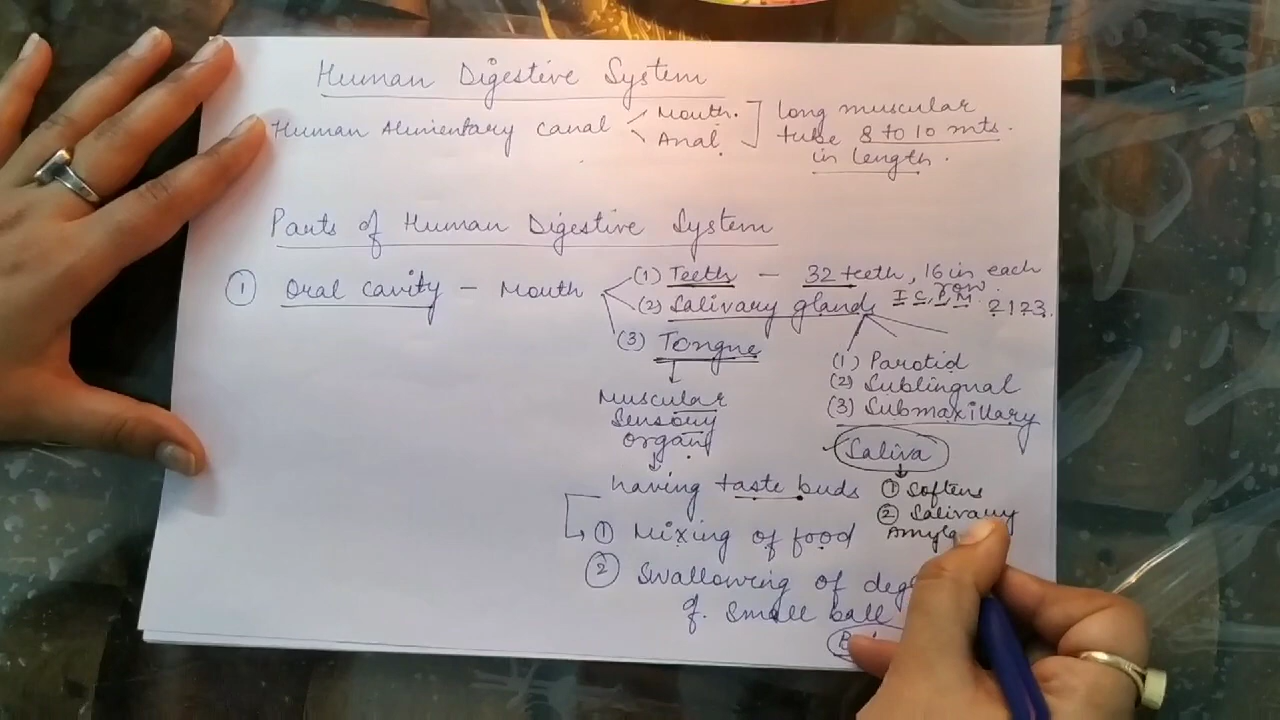 Human Digestive System
Human Alimentary canal
Mouth.
Anal
long muscular
tube 8 to 10 mts.
in length.
Parts of Human Digestive System
① Oral cavity - Mouth
(1) Teeth - 32 teeth, 16 in each
row.
(2) Salivary glands
I C, P, M. 2123.
(3) Tongue
Muscular
Sensory
organ
having taste buds
① Mixing of food
② Swallowing of
of small ball
(1) Parotid
(2) Sublingual
(3) Submaxillary
Saliva
① Softens
② Salivary